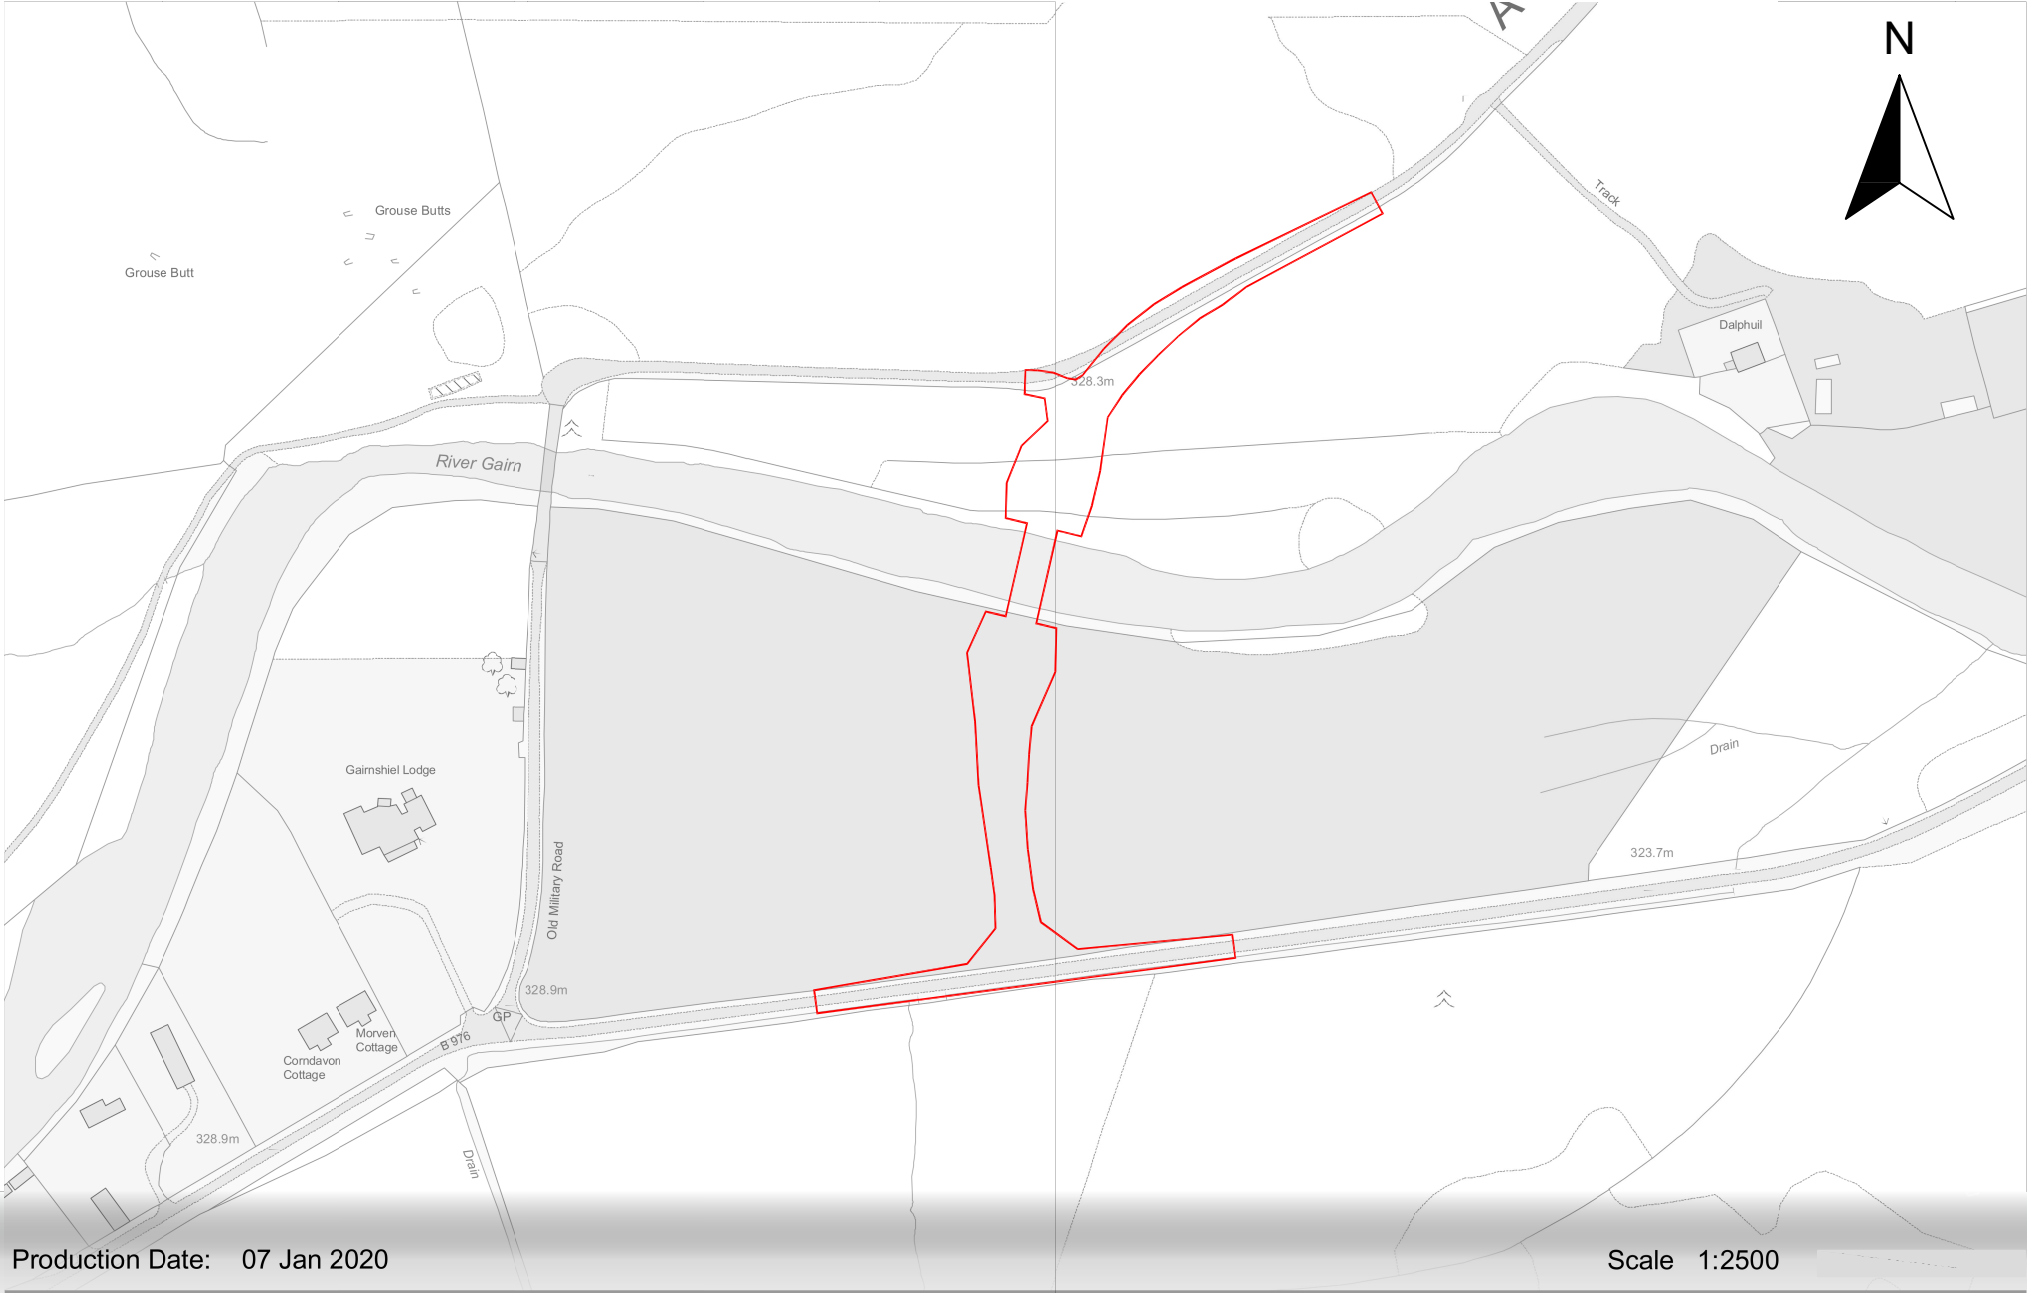 A
N
Grouse Butts
Track
Grouse Butt
Dalphuil
328.3m
River Gairn
Drain
Gairnshiel Lodge
323.7m
Old Military Road
328.9m
GP
B 976
Morven
Cottage
Corndavon
Cottage
328.9m
Drain
Production Date: 07 Jan 2020
Scale 1:2500